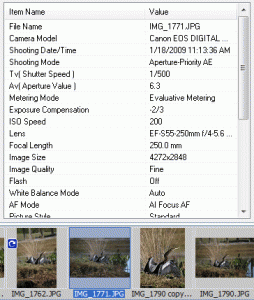 Item Name Value
File Name IMG_1771.JPG
Camera Model Canon EOS DIGITAL ...
Shooting Date/Time 1/18/2009 11:13:36 AM
Shooting Mode Aperture-Priority AE
Tv( Shutter Speed ) 1/500
Av( Aperture Value ) 6.3
Metering Mode Evaluative Metering
Exposure Compensation -2/3
ISO Speed 200
Lens EF-S55-250mm f/4-5.6 ...
Focal Length 250.0 mm
Image Size 4272x2848
Image Quality Fine
Flash Off
White Balance Mode Auto
AF Mode AI Focus AF
Picture Style Standard
IMG_1762.JPG IMG_1771.JPG IMG_1790 copy... IMG_1790.JPG